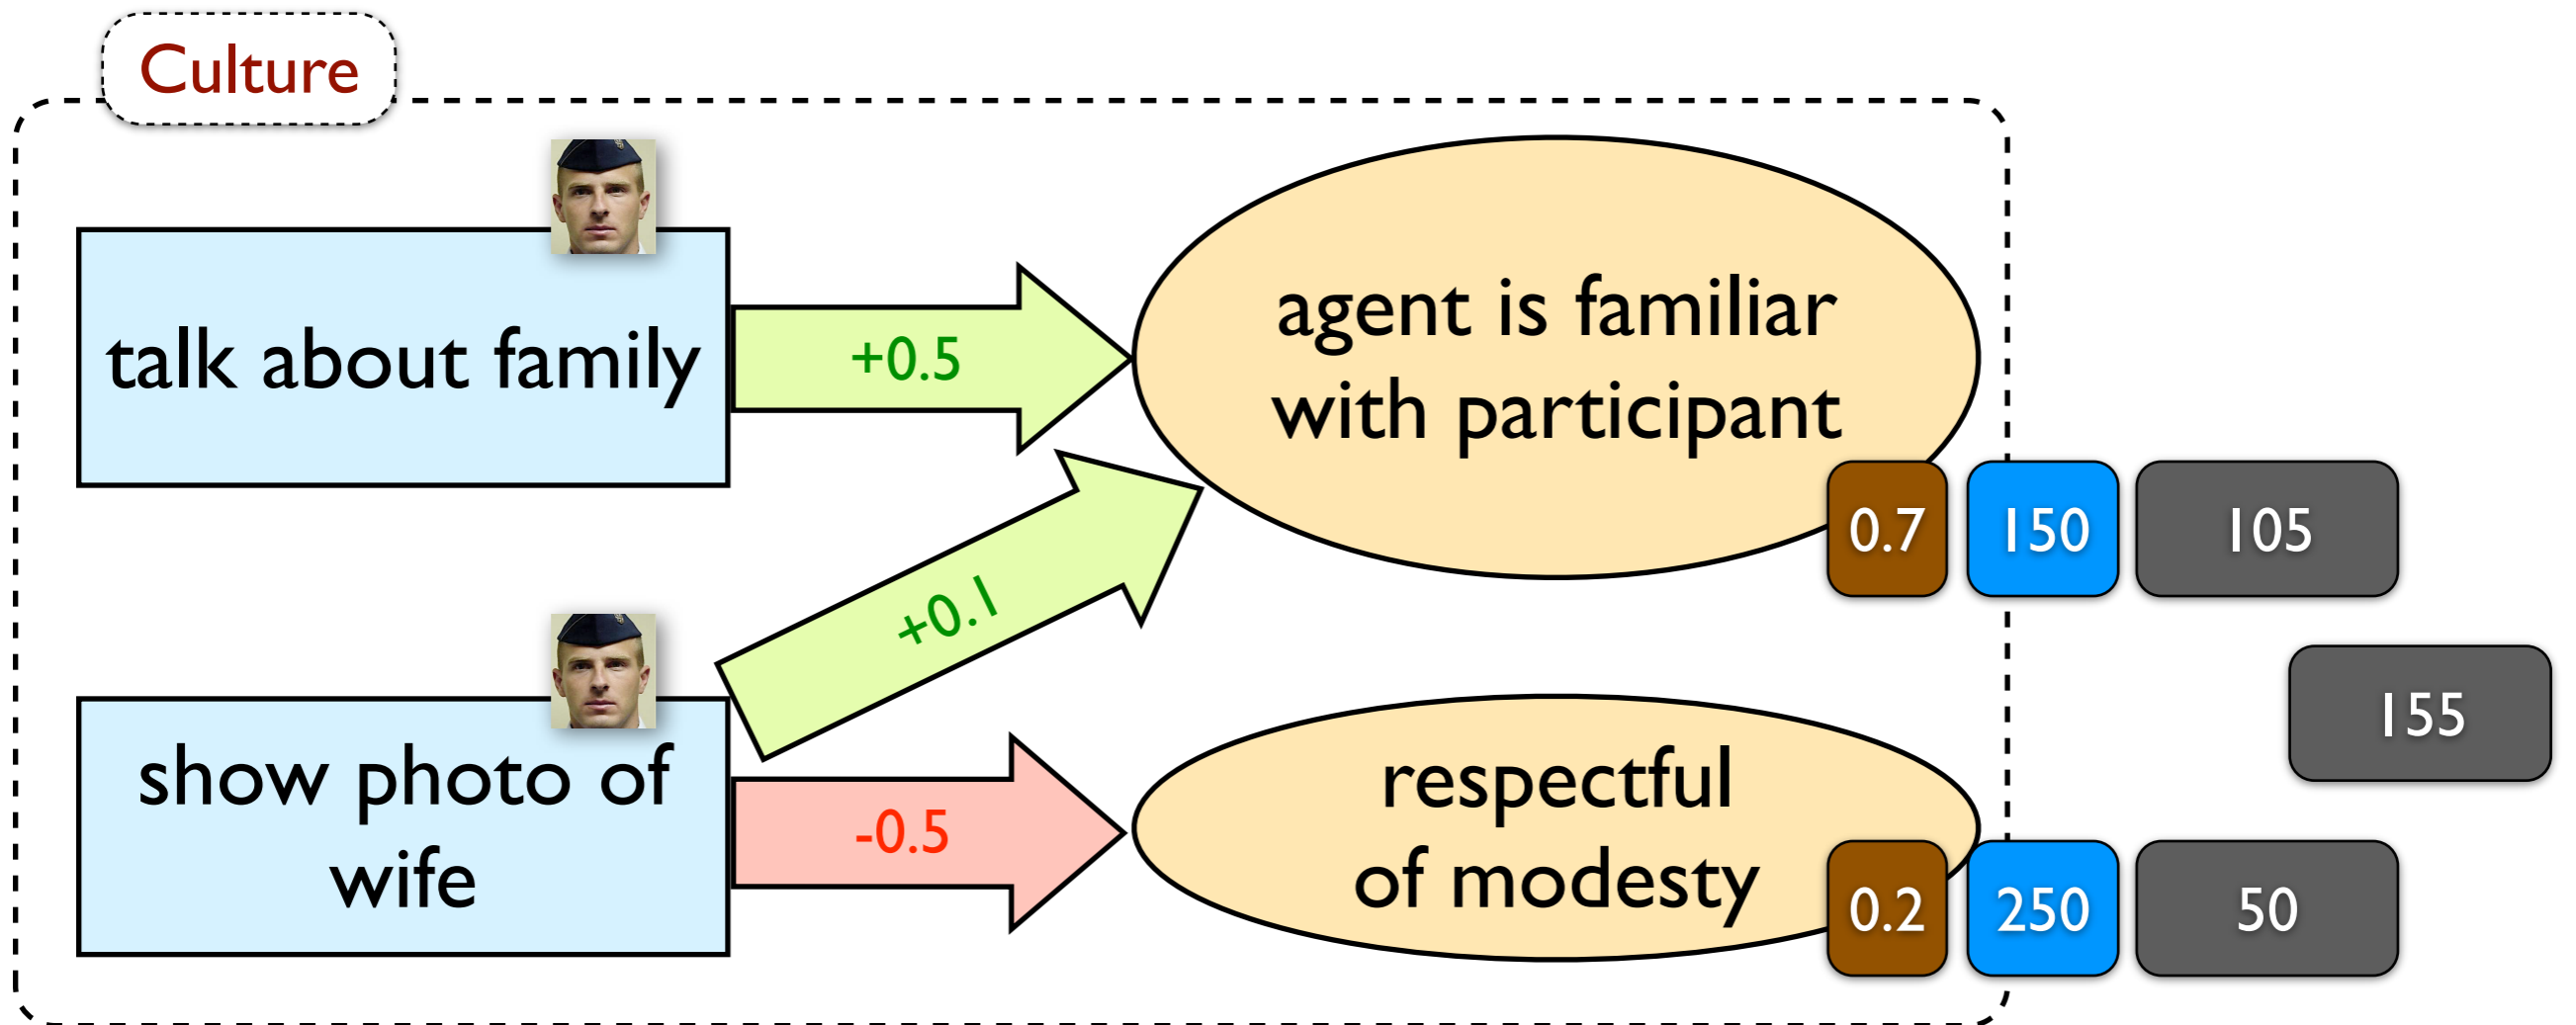 Culture
talk about family
+0.5
agent is familiar
with participant
0.7
150
105
+0.1
155
show photo of
wife
-0.5
respectful
of modesty
0.2
250
50